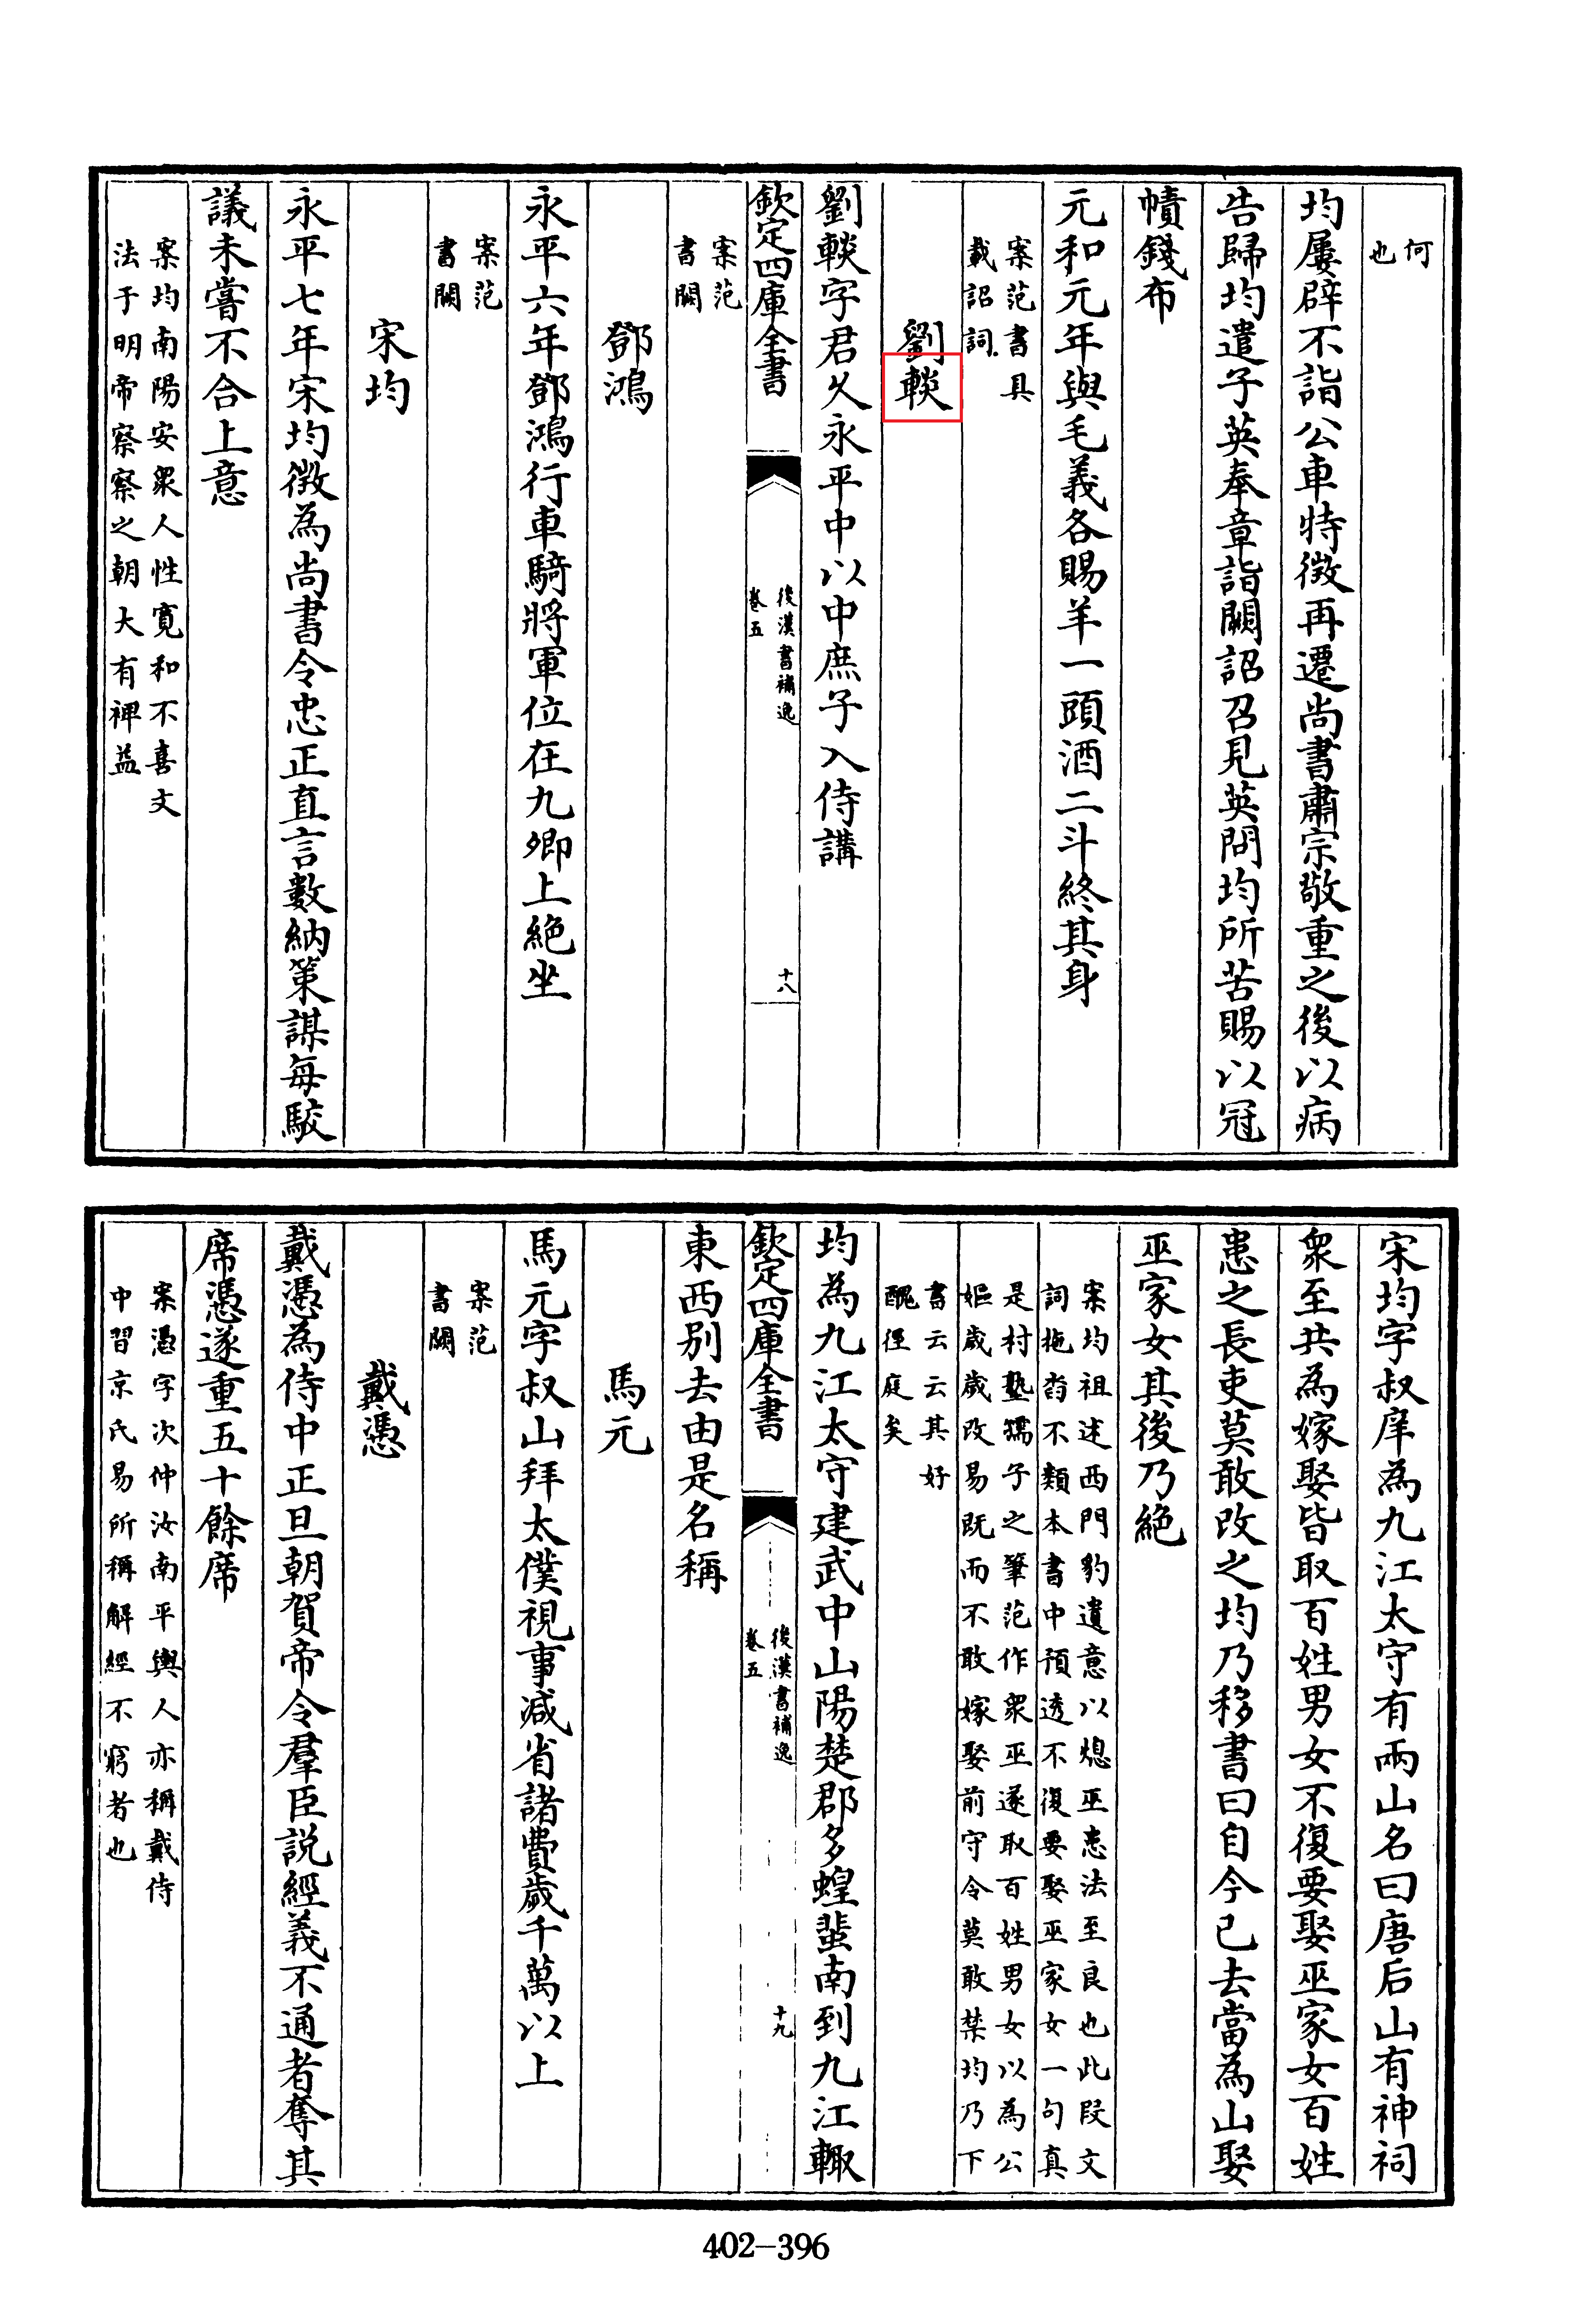 何
也
均屢辟不詣公車特徵再遷尚書肅宗敬重之後以病
告歸均遣子英奉章詣闕詔召見英問均所苦賜以冠
幘錢布
元和元年與毛義各賜羊一頭酒二斗終其身
案范書具
載詔詞
劉
劉字君久永平中以中庶子入侍講
欽定四庫全書
後漢書補逸
卷五
十八
案范
書闕
鄧鴻
永平六年鄧鴻行車騎將軍位在九卿上絕坐
案范
書闕
宋均
永平七年宋均徵為尚書令忠正直言數納策謀每駮
議未嘗不合上意
案均南陽安衆人性寬和不喜文
法于明帝察察之朝大有裨益
宋均字叔庠為九江太守有兩山名曰唐后山有神祠
衆至共為嫁娶皆取百姓男女不復要娶巫家女百姓
患之長吏莫敢改之均乃移書曰自今已去當為山娶
巫家女其後乃絕
案均祖述西門豹遺意以熄巫恚法至良也此段文
詞拖沓不類本書中預透不復要娶巫家女一句真
是村塾獳子之筆范作衆巫遂取百姓男女以為公
嫗歲歲改易既而不敢嫁娶前守令莫敢禁均乃下
書云云其好
醜徑庭矣
均為九江太守建武中山陽楚郡多蝗蜚南到九江輙
欽定四庫全書
後漢書補逸
卷五
十九
東西别去由是名稱
馬元
馬元字叔山拜太僕視事減省諸費歲千萬以上
案范
書闕
戴憑
戴憑為侍中正旦朝賀帝令羣臣說經義不通者奪其
席憑遂重五十餘席
案憑字次仲汝南平輿人亦稱戴侍
中習京氏易所稱解經不窮者也
402-396